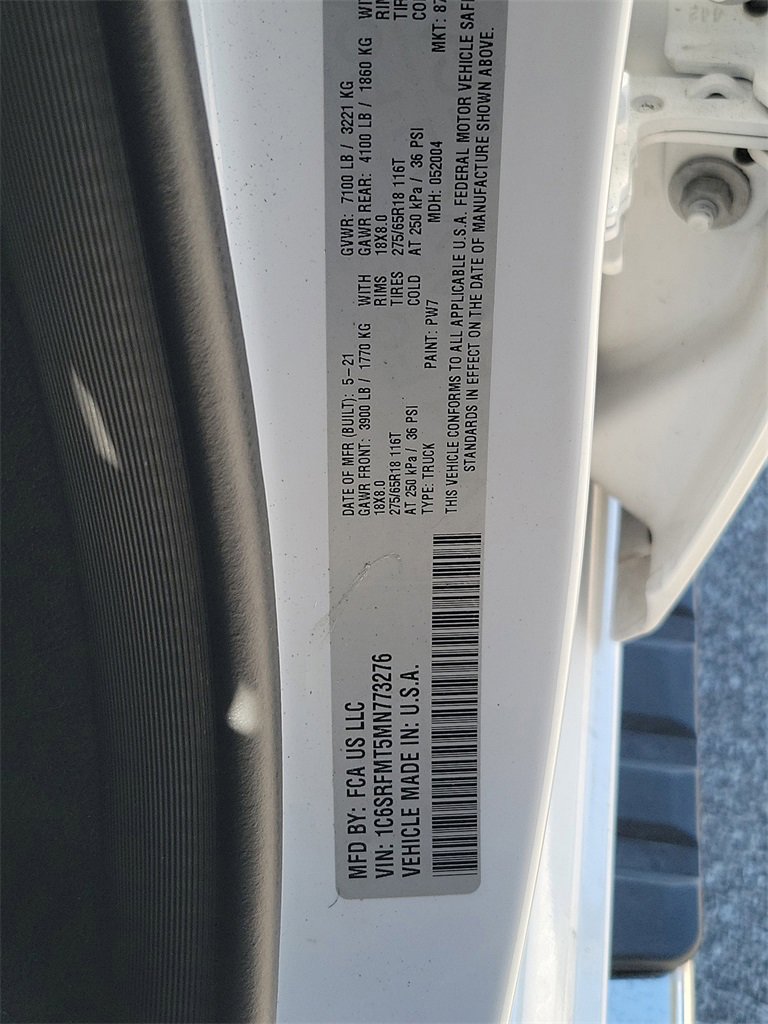 MFD BY: FCA US LLC
VIN: 1C6SRFMT5MN773276
VEHICLE MADE IN: U.S.A.
DATE OF MFR (BUILT): 5-21 GVWR: 7100 LB / 3221 KG
GAWR FRONT: 3900 LB / 1770 KG WITH GAWR REAR: 4100 LB / 1860 KG
18X8.0 RIMS 18X8.0
275/65R18 116T TIRES 275/65R18 116T
AT 250 kPa / 36 PSI COLD AT 250 kPa / 36 PSI
TYPE: TRUCK PAINT: PW7 MDH: 052004 MKT:
THIS VEHICLE CONFORMS TO ALL APPLICABLE U.S.A. FEDERAL MOTOR VEHICLE
STANDARDS IN EFFECT ON THE DATE OF MANUFACTURE SHOWN ABOVE.